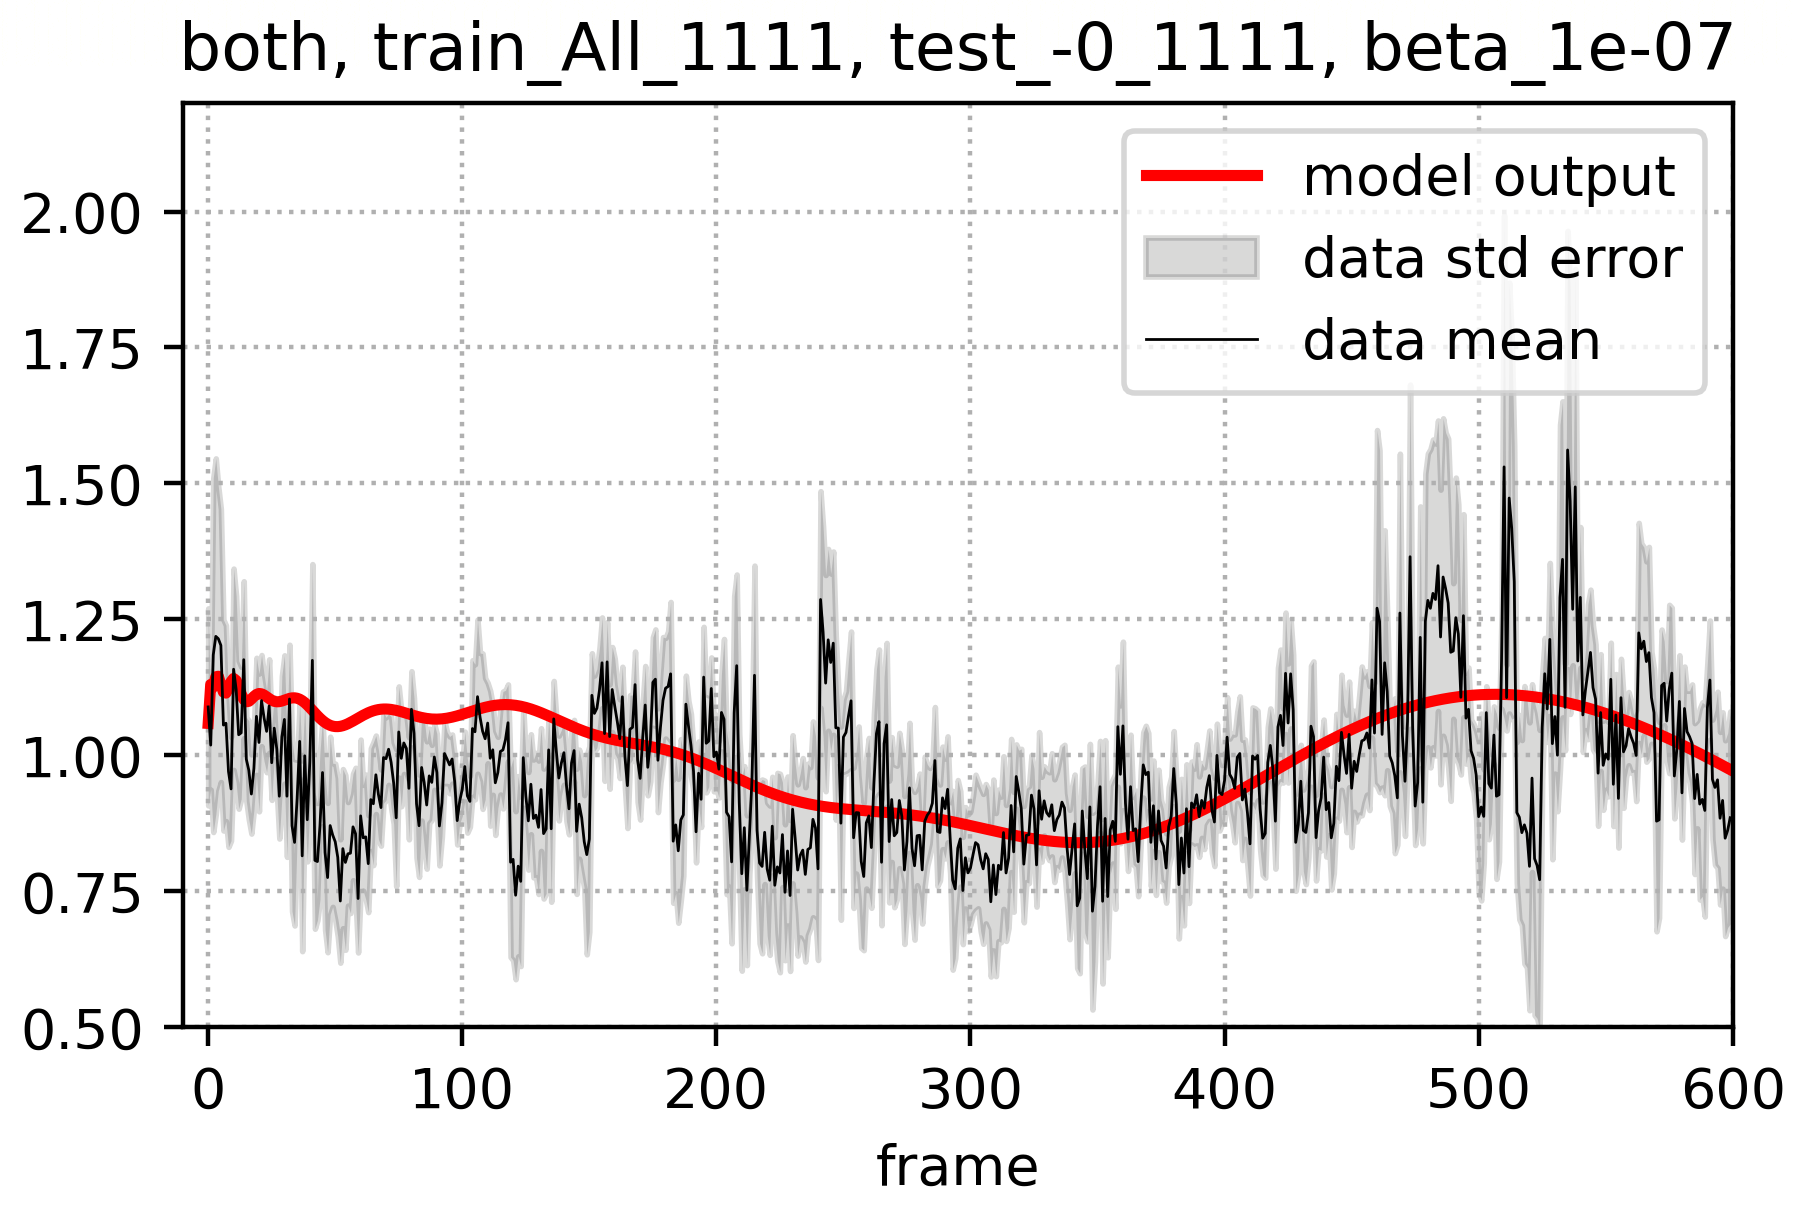 both, train_All_1111, test_-0_1111, beta_1e-07
model output
data std error
data mean
2.00
1.75
1.50
1.25
1.00
0.75
0.50
0 100 200 300 400 500 600
frame